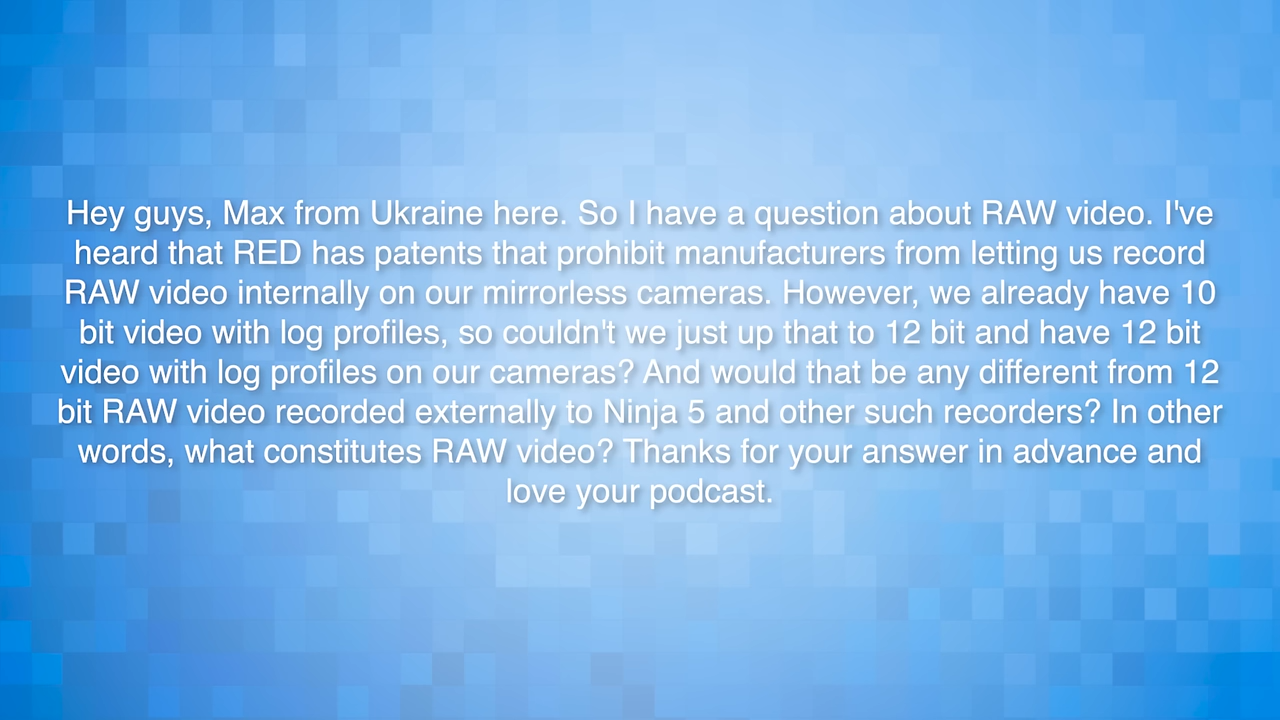 Hey guys, Max from Ukraine here. So I have a question about RAW video. I've
heard that RED has patents that prohibit manufacturers from letting us record
RAW video internally on our mirrorless cameras. However, we already have 10
bit video with log profiles, so couldn't we just up that to 12 bit and have 12 bit
video with log profiles on our cameras? And would that be any different from 12
bit RAW video recorded externally to Ninja 5 and other such recorders? In other
words, what constitutes RAW video? Thanks for your answer in advance and
love your podcast.